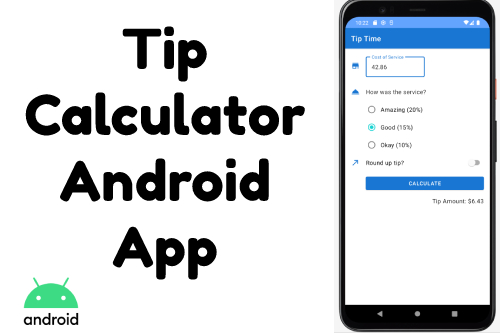 Tip
Calculator
Android
App
android
10:22
Tip Time
Cost of Service
42.86
How was the service?
Amazing (20%)
Good (15%)
Okay (10%)
Round up tip?
CALCULATE
Tip Amount: $6.43